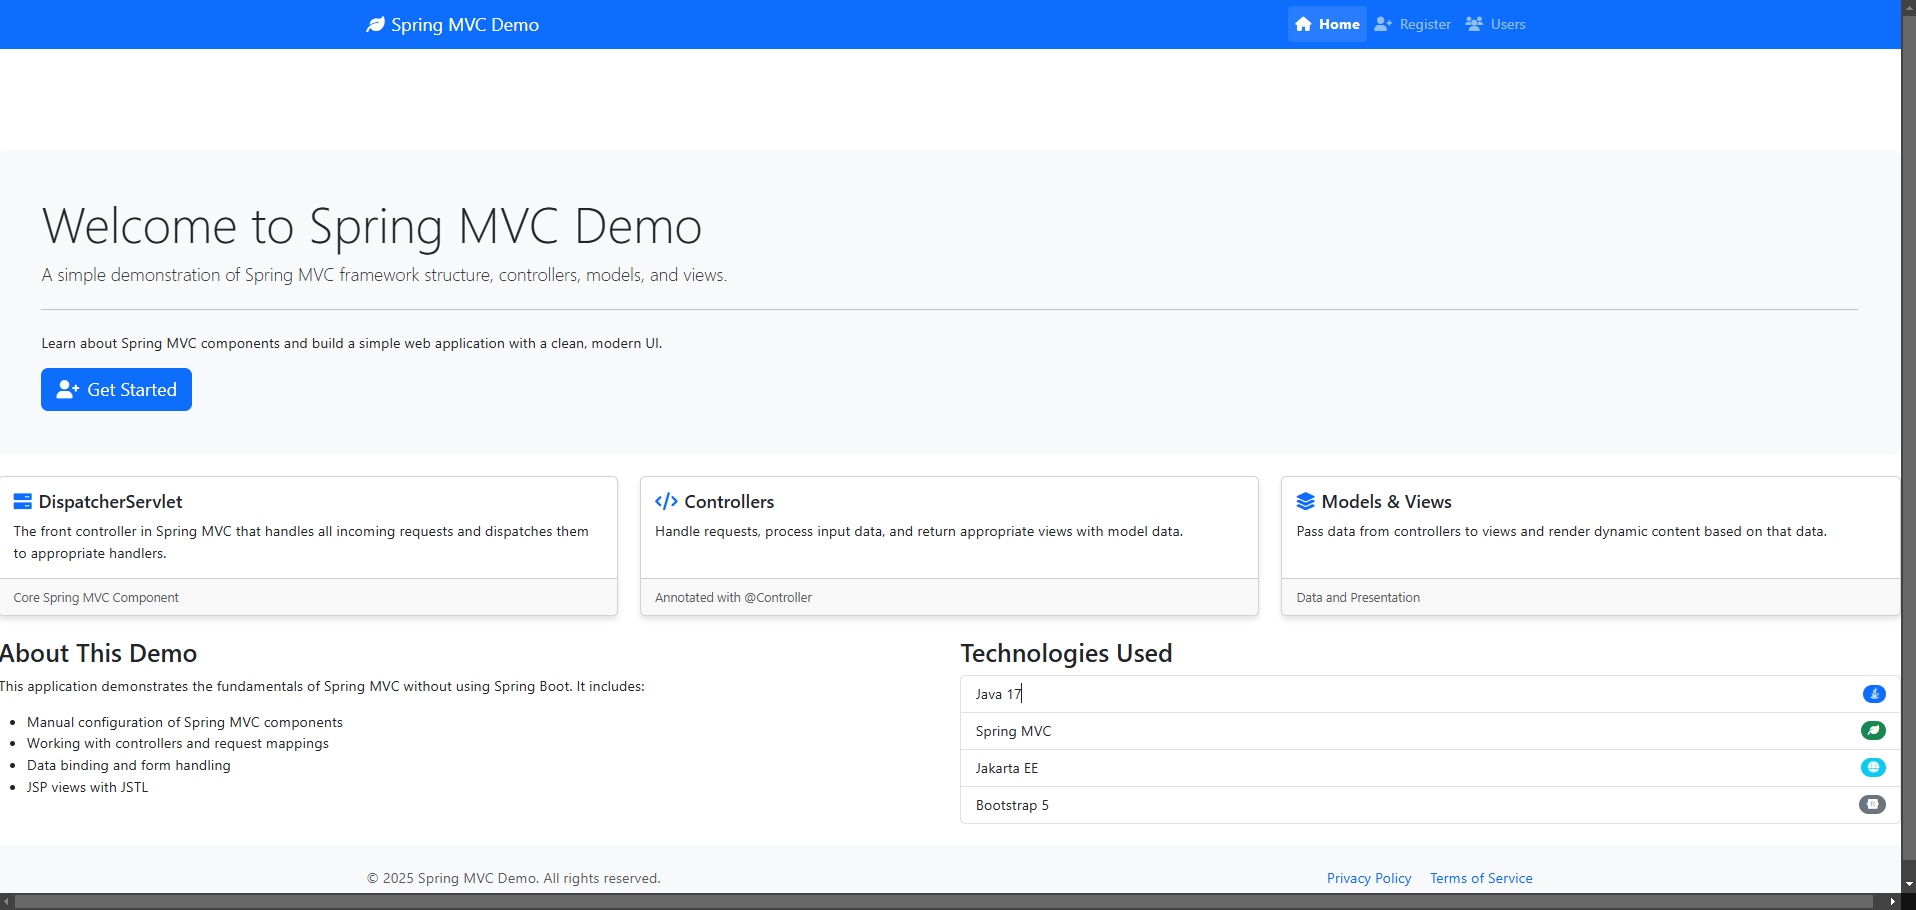 Spring MVC Demo
Home
Register
Users
Welcome to Spring MVC Demo
A simple demonstration of Spring MVC framework structure, controllers, models, and views.
Learn about Spring MVC components and build a simple web application with a clean, modern UI.
Get Started
DispatcherServlet
The front controller in Spring MVC that handles all incoming requests and dispatches them
to appropriate handlers.
Core Spring MVC Component
Controllers
Handle requests, process input data, and return appropriate views with model data.
Annotated with @Controller
Models & Views
Pass data from controllers to views and render dynamic content based on that data.
Data and Presentation
About This Demo
This application demonstrates the fundamentals of Spring MVC without using Spring Boot. It includes:
Manual configuration of Spring MVC components
Working with controllers and request mappings
Data binding and form handling
JSP views with JSTL
Technologies Used
Java 17
Spring MVC
Jakarta EE
Bootstrap 5
© 2025 Spring MVC Demo. All rights reserved.
Privacy Policy
Terms of Service